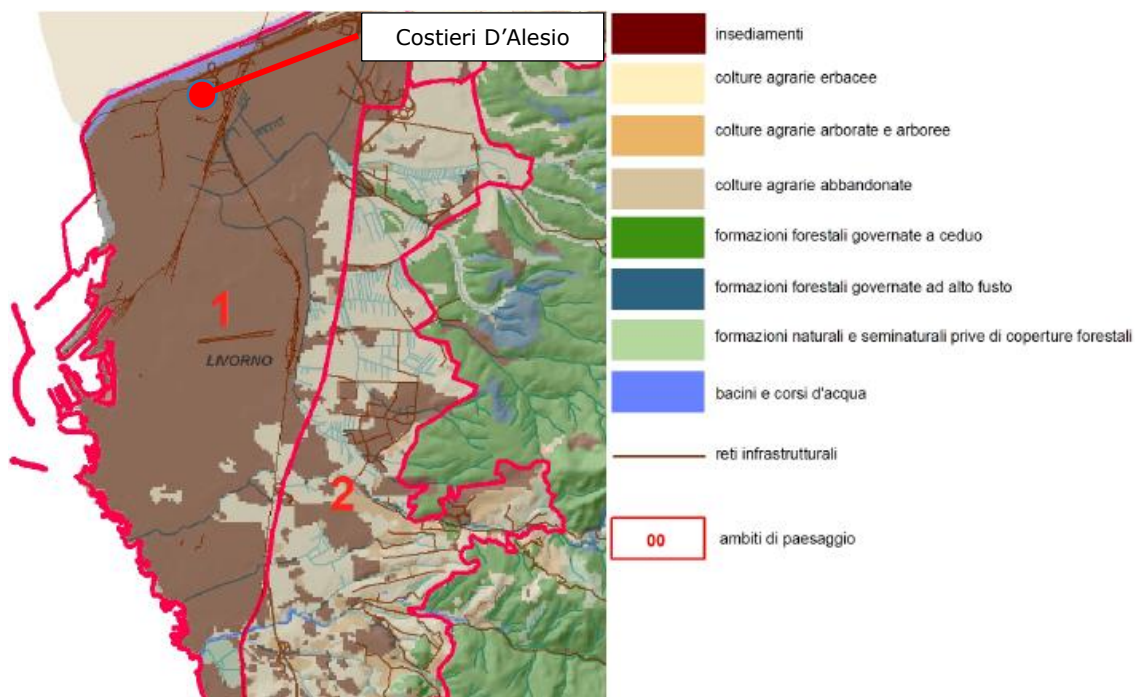 Costieri D'Alesio
1
LIVORNO
2
insediamenti
colture agrarie erbacee
colture agrarie arborate e arboree
colture agrarie abbandonate
formazioni forestali governate a ceduo
formazioni forestali governate ad alto fusto
formazioni naturali e seminaturali prive di coperture forestali
bacini e corsi d'acqua
reti infrastrutturali
00 ambiti di paesaggio